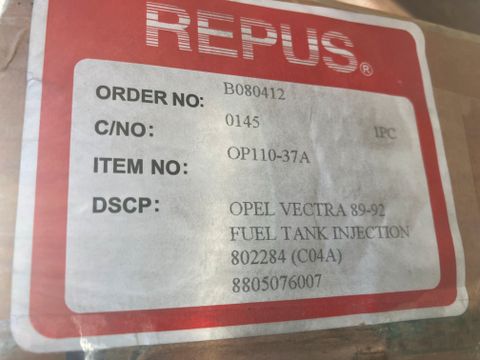 REPUS®
ORDER NO: B080412
C/NO: 0145 1PC
ITEM NO: OP110-37A
DSCP: OPEL VECTRA 89-92
FUEL TANK INJECTION
802284 (C04A)
8805076007